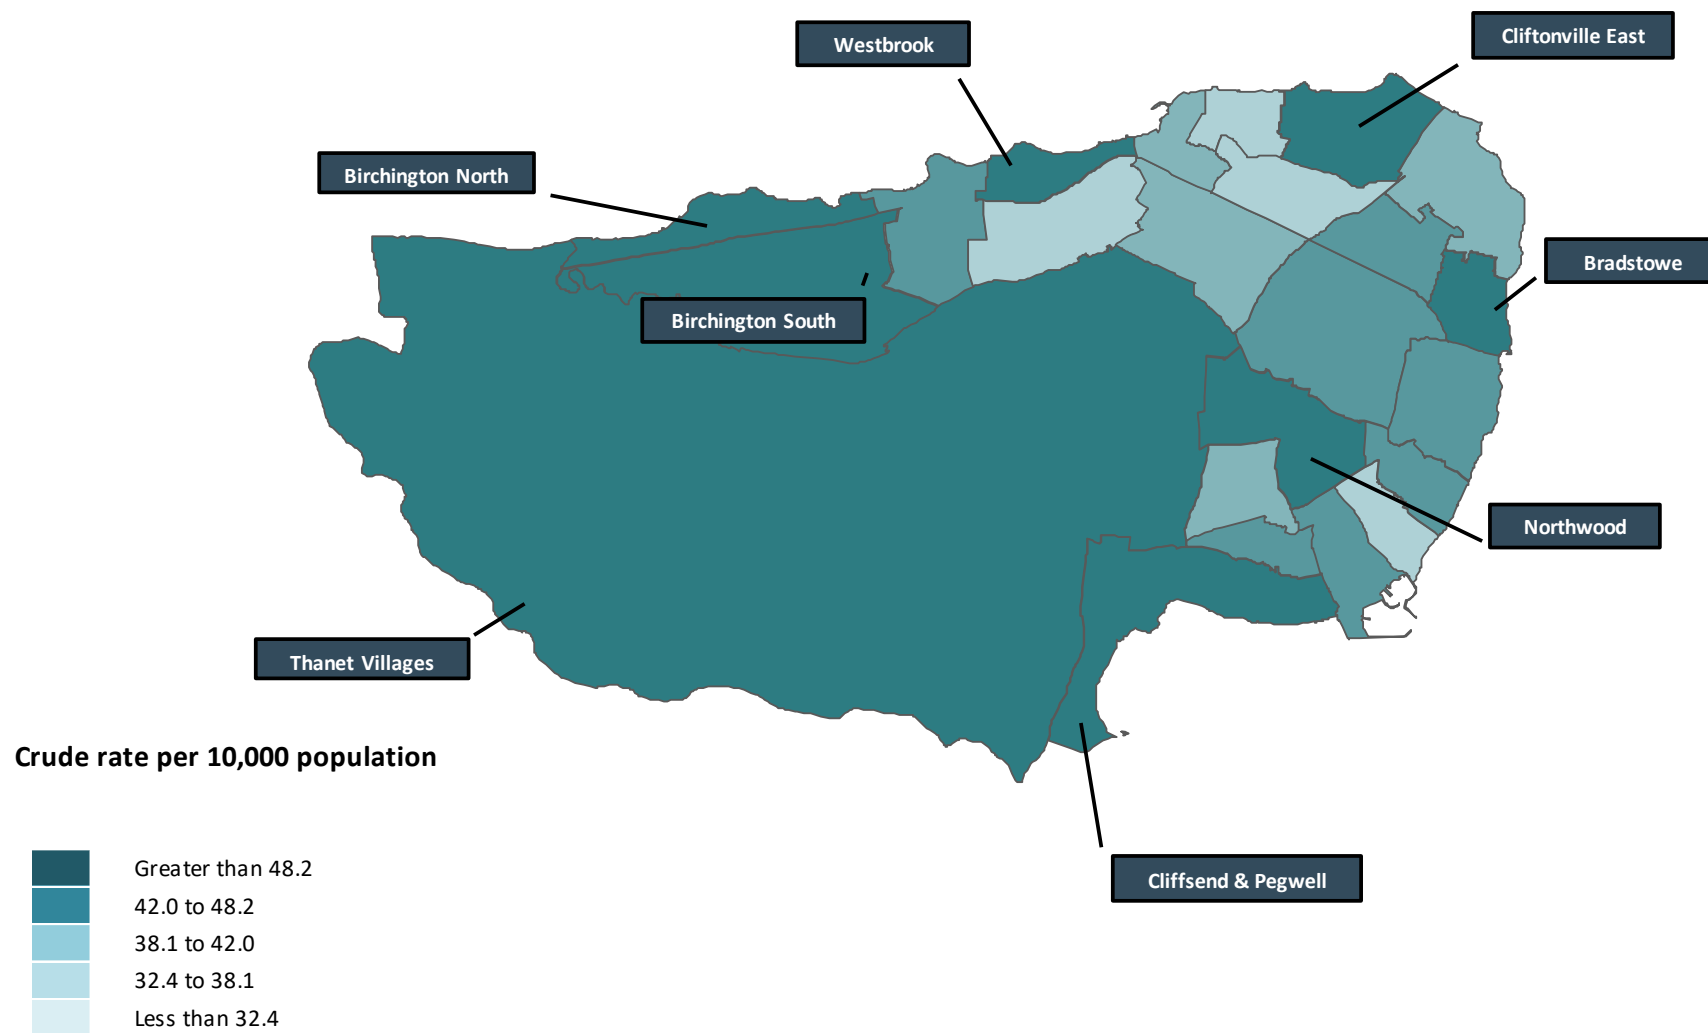 Cliftonville East
Westbrook
Birchington North
Bradstowe
Birchington South
Northwood
Thanet Villages
Crude rate per 10,000 population
Greater than 48.2
Cliffsend & Pegwell
42.0 to 48.2
38.1 to 42.0
32.4 to 38.1
Less than 32.4